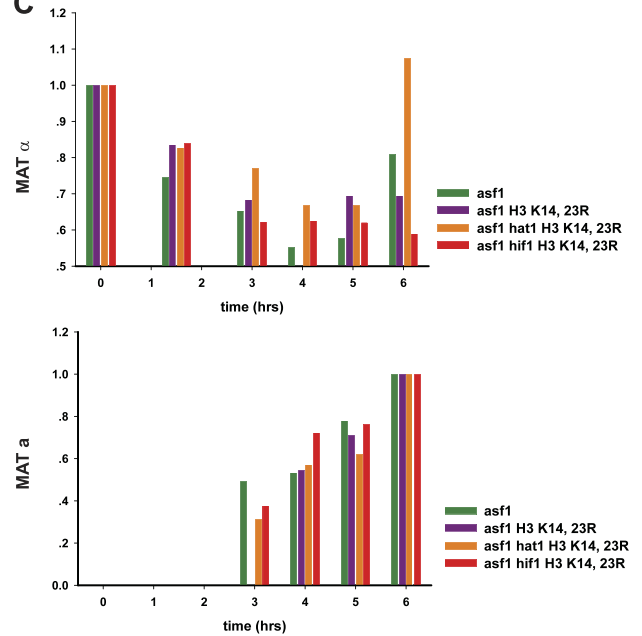 C
1.2
1.1
1.0
.9
.8
.7
.6
.5
MAT α
0 1 2 3 4 5 6
time (hrs)
asf1
asf1 H3 K14, 23R
asf1 hat1 H3 K14, 23R
asf1 hif1 H3 K14, 23R
1.2
1.0
.8
.6
.4
.2
0.0
MAT a
0 1 2 3 4 5 6
time (hrs)
asf1
asf1 H3 K14, 23R
asf1 hat1 H3 K14, 23R
asf1 hif1 H3 K14, 23R